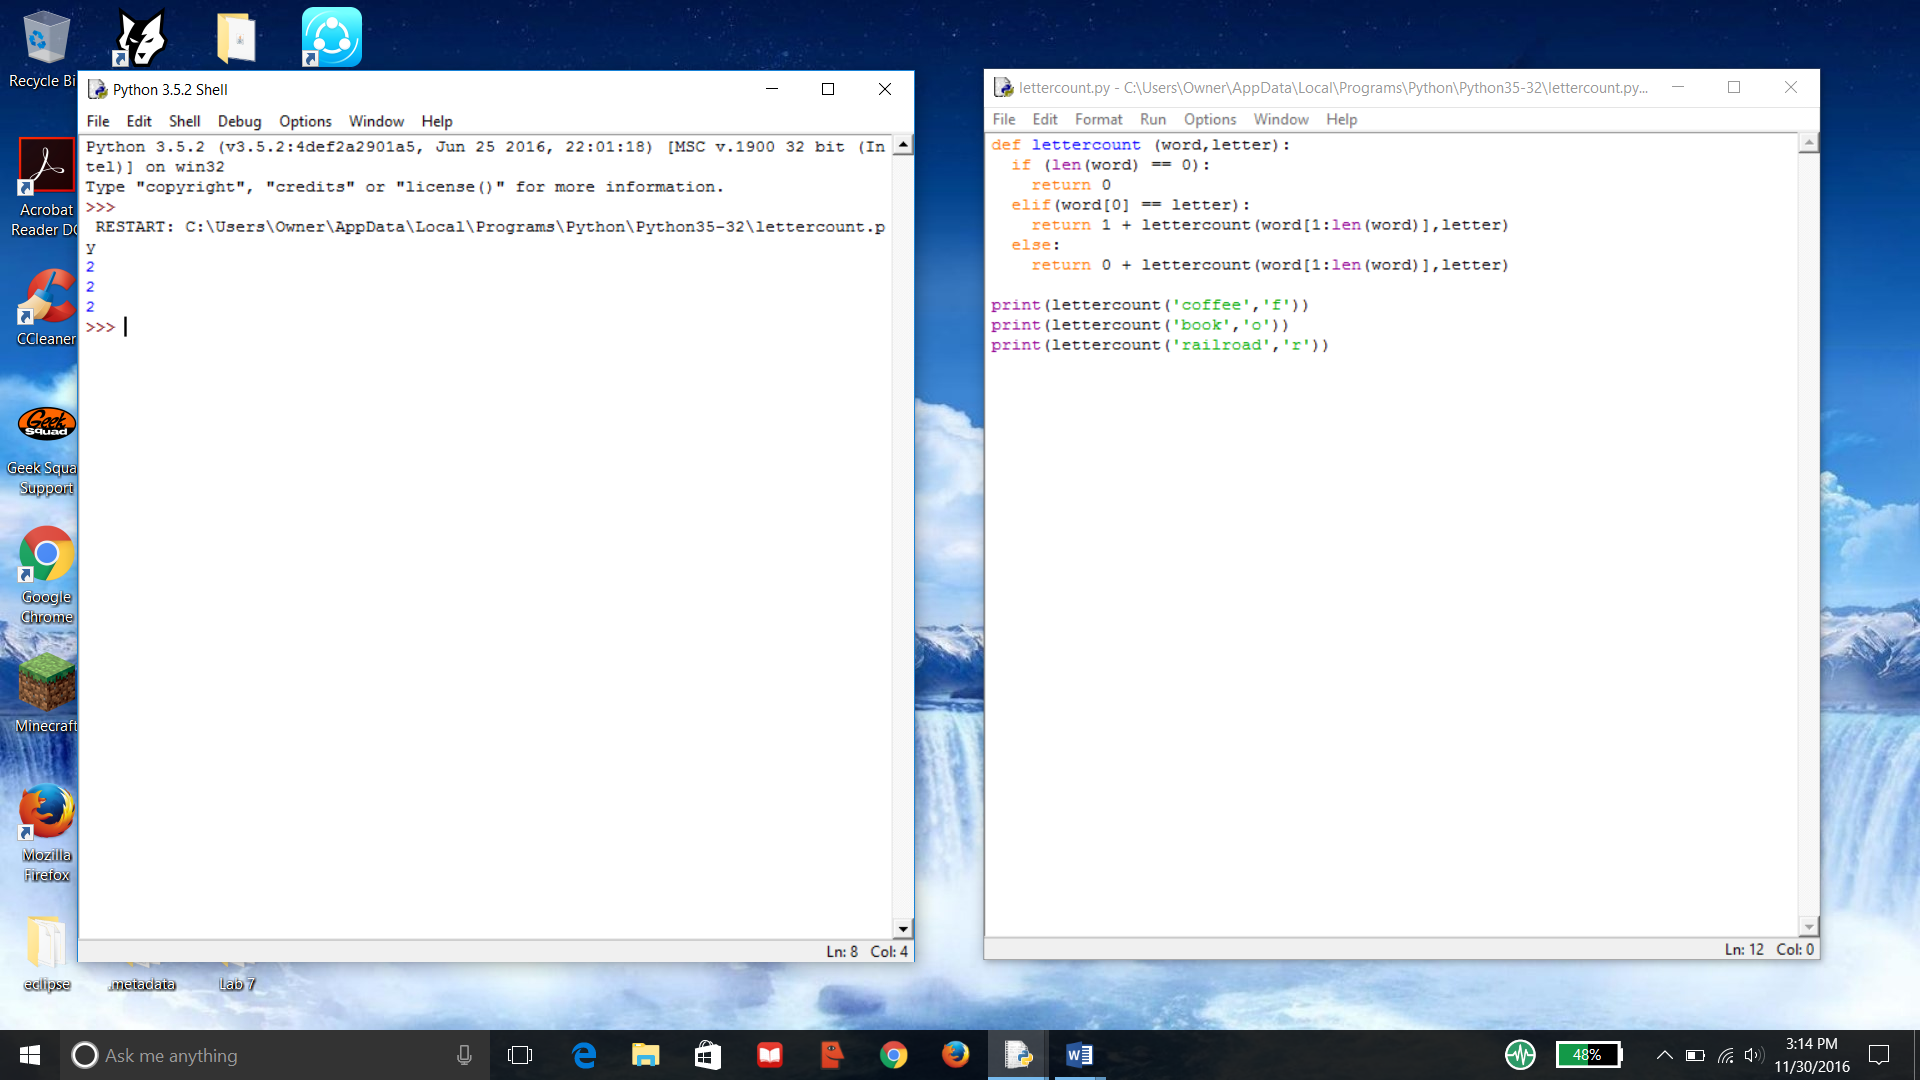 Recycle Bi
Python 3.5.2 Shell
File Edit Shell Debug Options Window Help
Python 3.5.2 (v3.5.2:4def2a2901a5, Jun 25 2016, 22:01:18) [MSC v.1900 32 bit (In
tel)] on win32
Type "copyright", "credits" or "license()" for more information.
>>>
RESTART: C:\Users\Owner\AppData\Local\Programs\Python\Python35-32\lettercount.p
y
2
2
2
>>>
Ln: 8 Col: 4
lettercount.py - C:\Users\Owner\AppData\Local\Programs\Python\Python35-32\lettercount.py...
File Edit Format Run Options Window Help
def lettercount (word,letter):
  if (len(word) == 0):
    return 0
  elif(word[0] == letter):
    return 1 + lettercount(word[1:len(word)],letter)
  else:
    return 0 + lettercount(word[1:len(word)],letter)
print(lettercount('coffee','f'))
print(lettercount('book','o'))
print(lettercount('railroad','r'))
Ln: 12 Col: 0
Acrobat
Reader DC
CCleaner
Geek
Squad
Geek Squa
Support
Google
Chrome
Minecraft
Mozilla
Firefox
eclipse
.metadata
Lab 7
Ask me anything
48%
3:14 PM
11/30/2016